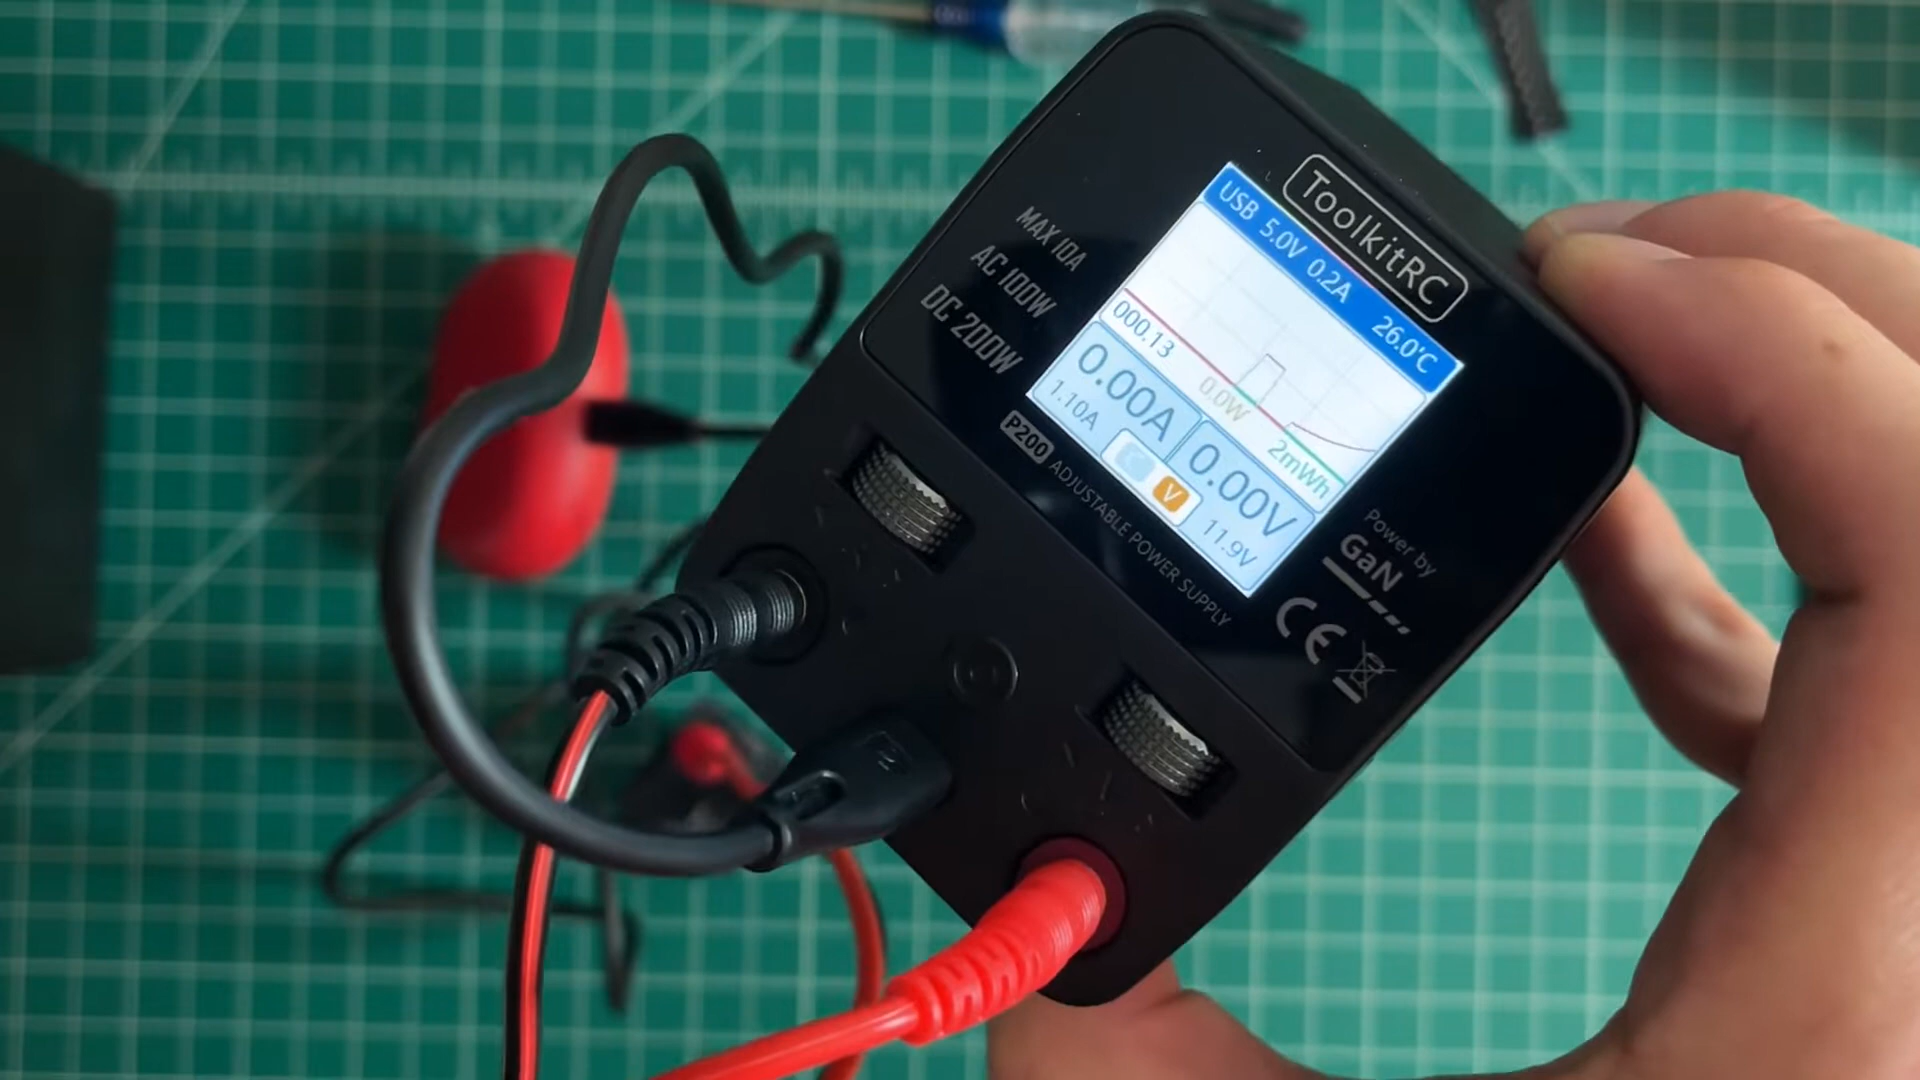 ToolkitRC
MAX 10A
AC 100W
DC 200W
USB 5.0V 0.2A 26.0°C
000.13
0.0W
2mWh
0.00A
1.10A
C
V
0.00V
11.9V
P200 ADJUSTABLE POWER SUPPLY
Power by
GaN
CE